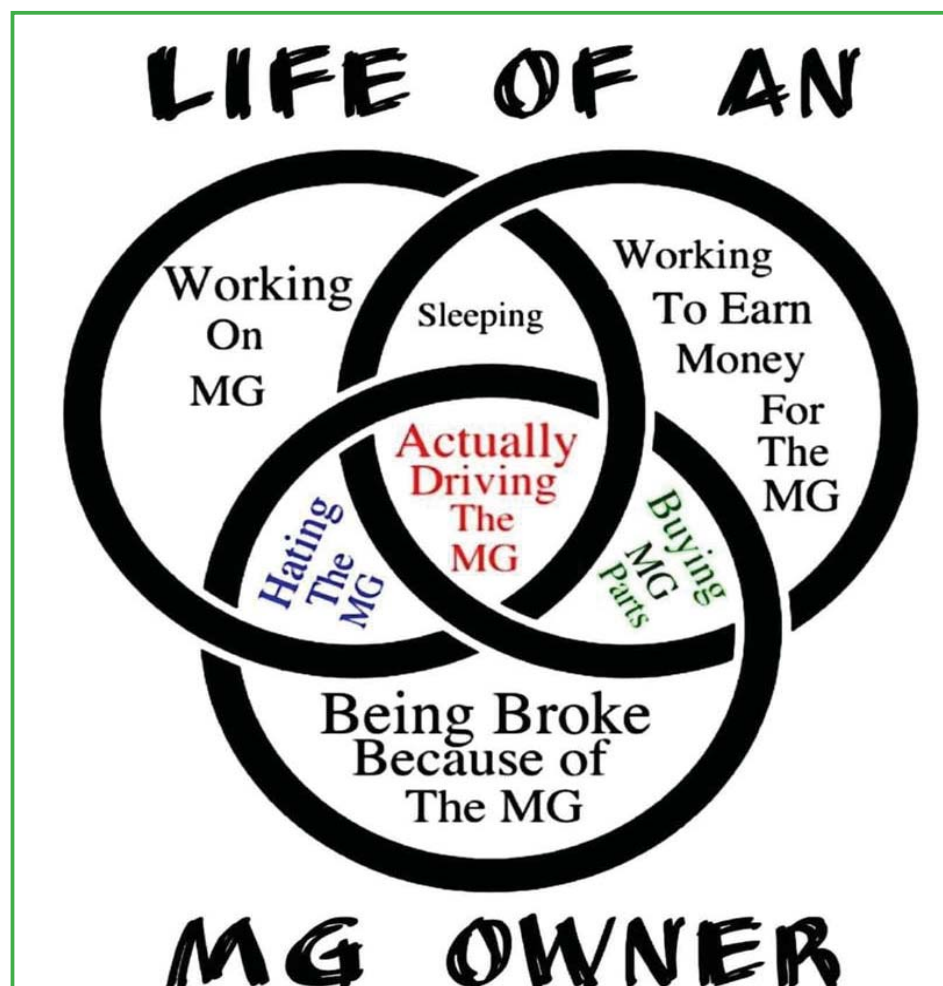 LIFE OF AN
Working
On
MG
Sleeping
Working
To Earn
Money
For
The
MG
Actually
Driving
The
MG
Hating
The
MG
Buying
MG
Parts
Being Broke
Because of
The MG
MG OWNER